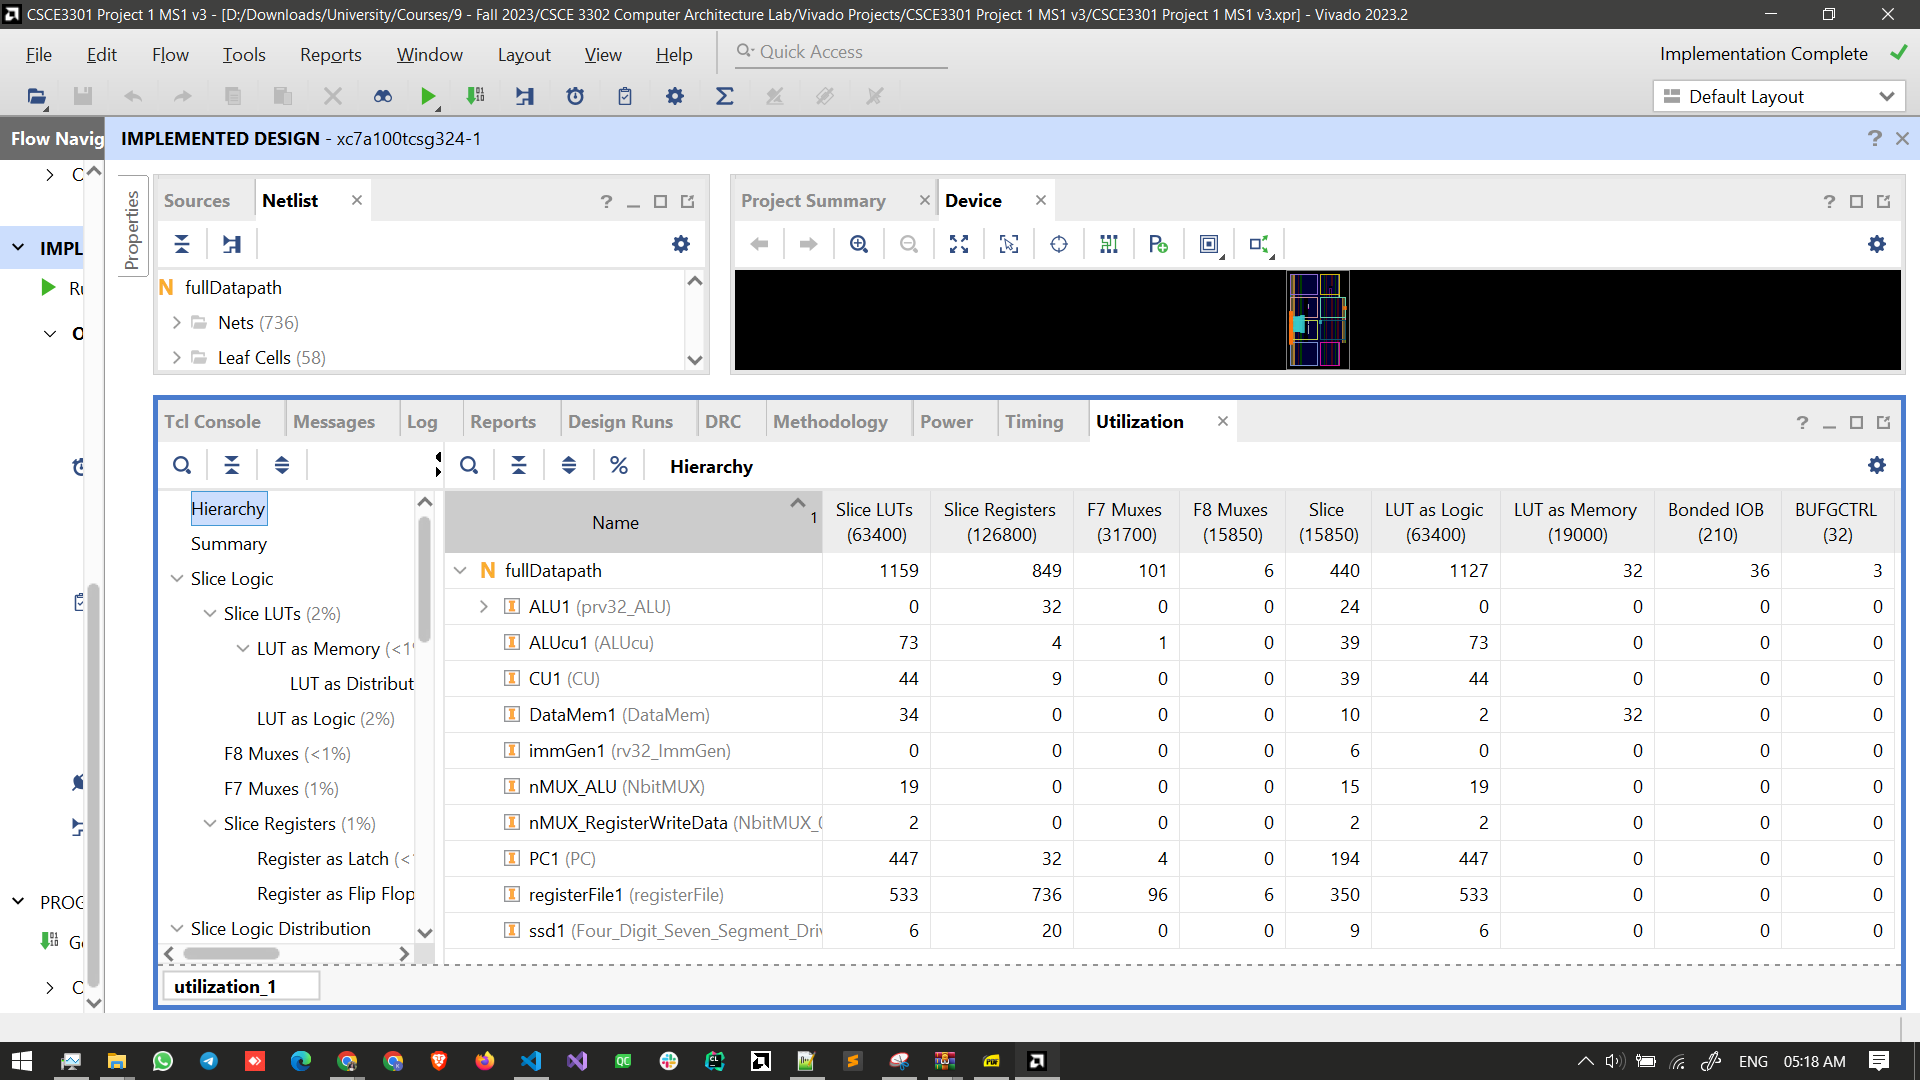 CSCE3301 Project 1 MS1 v3 - [D:/Downloads/University/Courses/9 - Fall 2023/CSCE 3302 Computer Architecture Lab/Vivado Projects/CSCE3301 Project 1 MS1 v3/CSCE3301 Project 1 MS1 v3.xpr] - Vivado 2023.2
File Edit Flow Tools Reports Window Layout View Help Quick Access Implementation Complete
Default Layout
Flow Navig IMPLEMENTED DESIGN - xc7a100tcsg324-1
Properties
Sources Netlist Project Summary Device
IMPL
fullDatapath
Nets (736)
Leaf Cells (58)
Tcl Console Messages Log Reports Design Runs DRC Methodology Power Timing Utilization
Hierarchy
Hierarchy
Summary
Slice Logic
Slice LUTs (2%)
LUT as Memory (<1
LUT as Distribut
LUT as Logic (2%)
F8 Muxes (<1%)
F7 Muxes (1%)
Slice Registers (1%)
Register as Latch (<
Register as Flip Flop
Slice Logic Distribution
Name 1 Slice LUTs (63400) Slice Registers (126800) F7 Muxes (31700) F8 Muxes (15850) Slice (15850) LUT as Logic (63400) LUT as Memory (19000) Bonded IOB (210) BUFGCTRL (32)
fullDatapath 1159 849 101 6 440 1127 32 36 3
ALU1 (prv32_ALU) 0 32 0 0 24 0 0 0 0
ALUcu1 (ALUcu) 73 4 1 0 39 73 0 0 0
CU1 (CU) 44 9 0 0 39 44 0 0 0
DataMem1 (DataMem) 34 0 0 0 10 2 32 0 0
immGen1 (rv32_ImmGen) 0 0 0 0 6 0 0 0 0
nMUX_ALU (NbitMUX) 19 0 0 0 15 19 0 0 0
nMUX_RegisterWriteData (NbitMUX_ 2 0 0 0 2 2 0 0 0
PC1 (PC) 447 32 4 0 194 447 0 0 0
registerFile1 (registerFile) 533 736 96 6 350 533 0 0 0
ssd1 (Four_Digit_Seven_Segment_Driv 6 20 0 0 9 6 0 0 0
PROG
utilization_1
ENG 05:18 AM